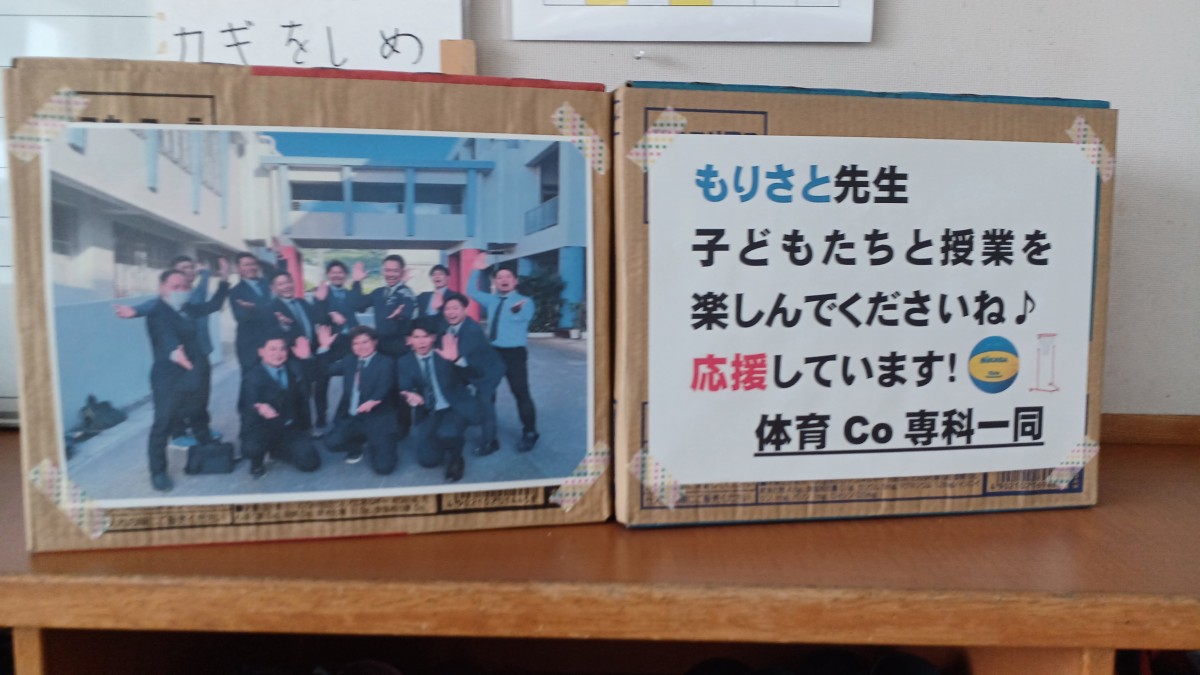 カギをしめ
もりさと先生
子どもたちと授業を
楽しんでくださいね♪
応援しています!
MIKASA
体育 Co 専科一同